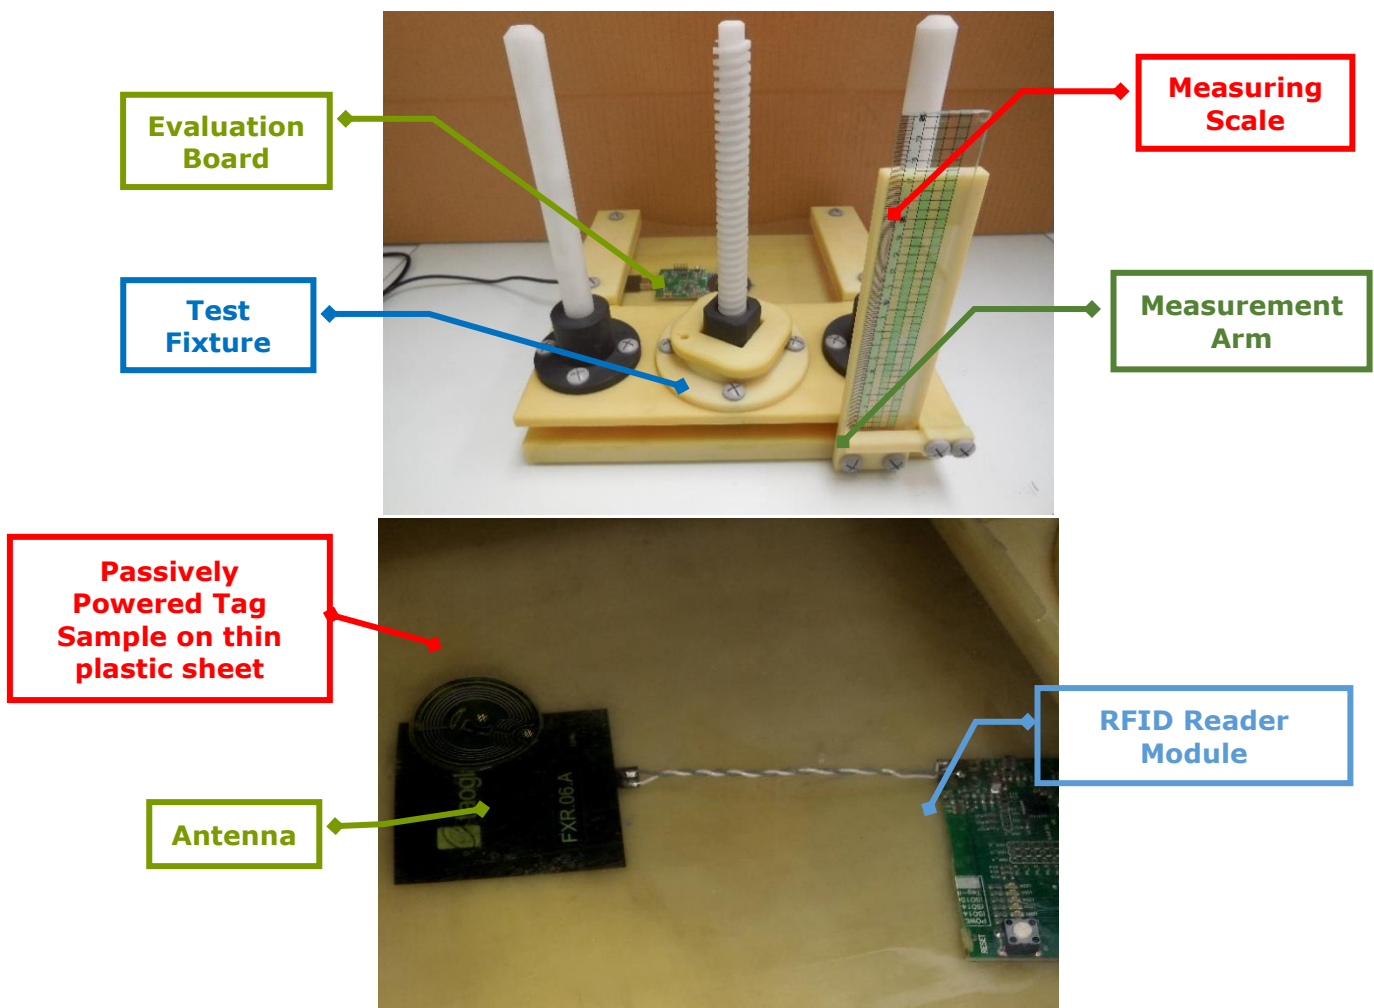 Evaluation
Board
Measuring
Scale
Test
Fixture
Measurement
Arm
Passively
Powered Tag
Sample on thin
plastic sheet
RFID Reader
Module
Antenna
FXR.06.A
RESET